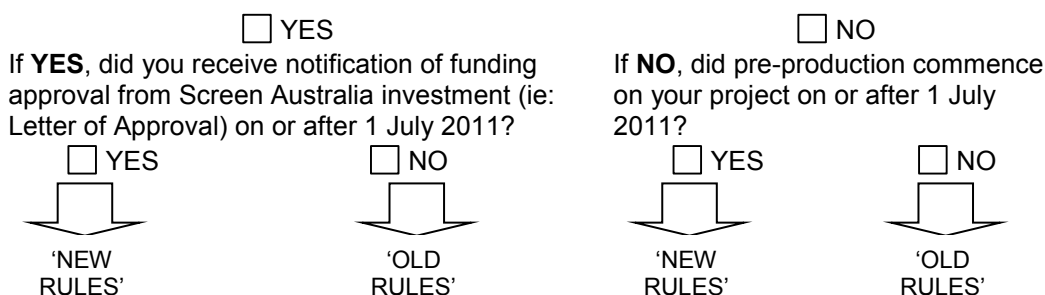 YES
If YES, did you receive notification of funding
approval from Screen Australia investment (ie:
Letter of Approval) on or after 1 July 2011?
YES NO
‘NEW
RULES’
‘OLD
RULES’
NO
If NO, did pre-production commence
on your project on or after 1 July
2011?
YES NO
‘NEW
RULES’
‘OLD
RULES’